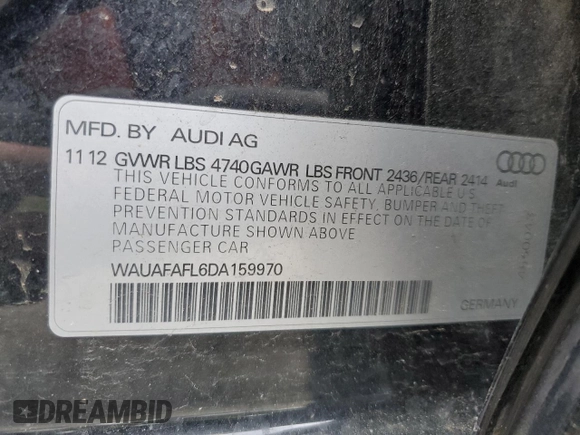 MFD. BY AUDI AG
11 12 GVWR LBS 4740 GAWR LBS FRONT 2436/REAR 2414
Audi
THIS VEHICLE CONFORMS TO ALL APPLICABLE U.S.
FEDERAL MOTOR VEHICLE SAFETY, BUMPER AND THEFT
PREVENTION STANDARDS IN EFFECT ON THE DATE OF
MANUFACTURE SHOWN ABOVE
PASSENGER CAR
WAUAFAFL6DA159970
GERMANY
DREAMBID